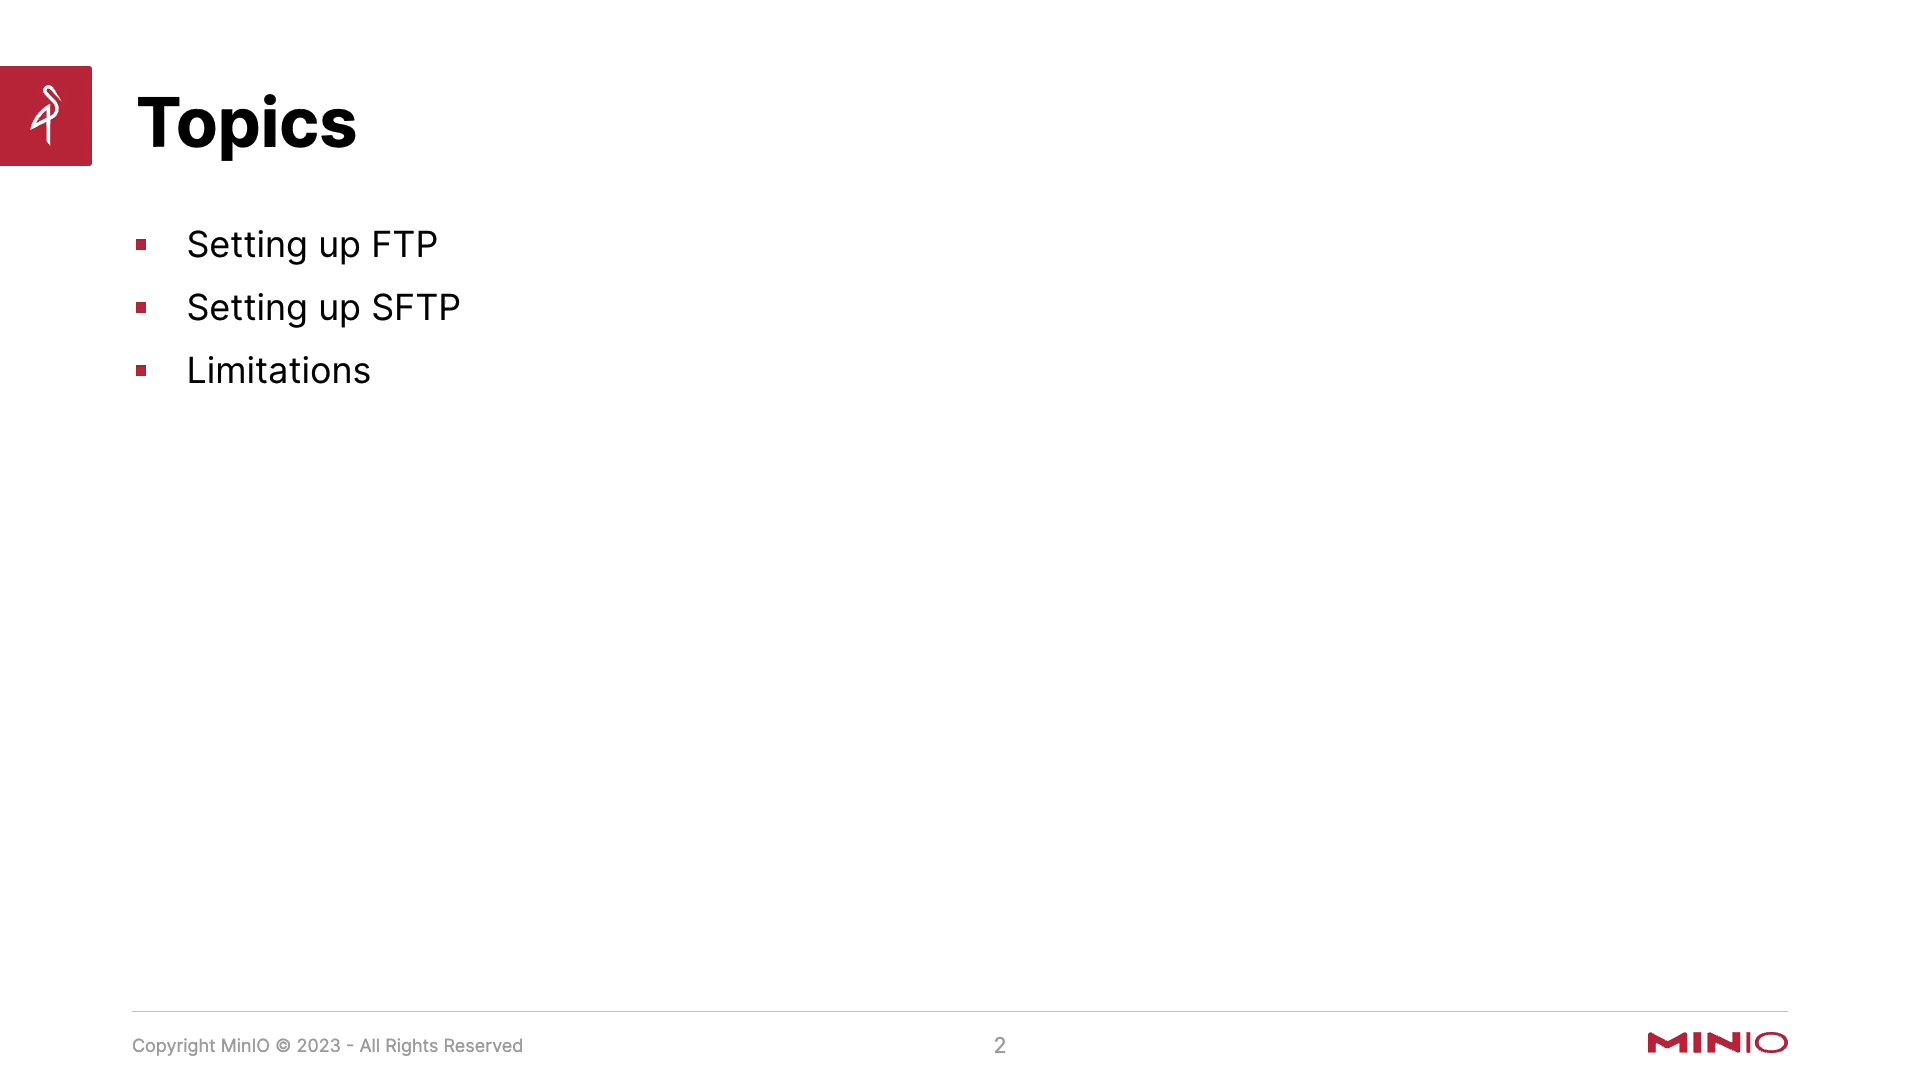 Topics
Setting up FTP
Setting up SFTP
Limitations
Copyright MinIO © 2023 - All Rights Reserved
2
MINIO